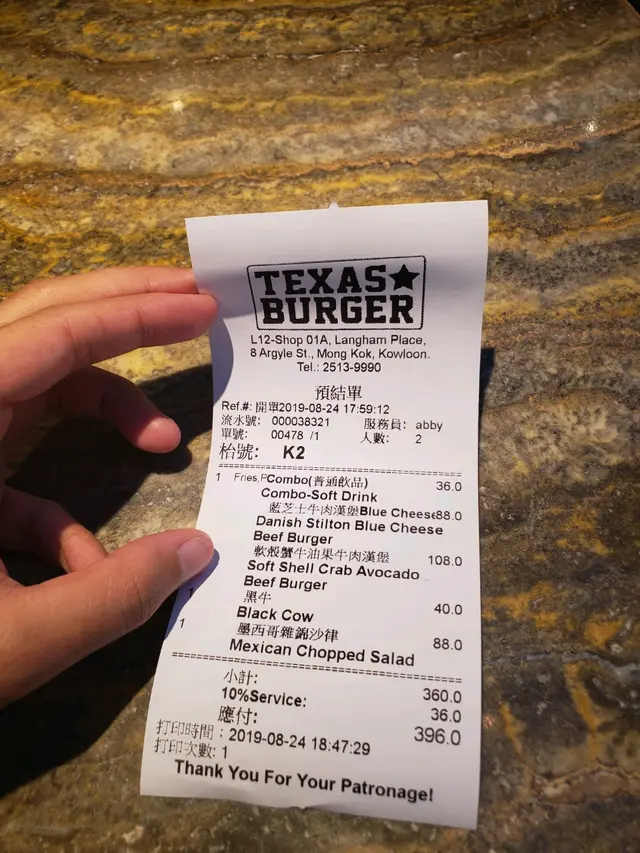 TEXAS★
BURGER
L12-Shop 01A, Langham Place,
8 Argyle St., Mong Kok, Kowloon.
Tel.: 2513-9990
預結單
Ref.#: 開單2019-08-24 17:59:12
流水號: 000038321 服務員: abby
單號: 00478 /1 人數: 2
枱號: K2
1 Fries,FCombo(普通飲品) 36.0
Combo-Soft Drink
藍芝士牛肉漢堡Blue Cheese88.0
Danish Stilton Blue Cheese
Beef Burger
軟殼蟹牛油果牛肉漢堡 108.0
Soft Shell Crab Avocado
Beef Burger
1 黑牛 40.0
Black Cow
1 墨西哥雜錦沙律 88.0
Mexican Chopped Salad
小計: 360.0
10%Service: 36.0
應付: 396.0
打印時間: 2019-08-24 18:47:29
打印次數: 1
Thank You For Your Patronage!